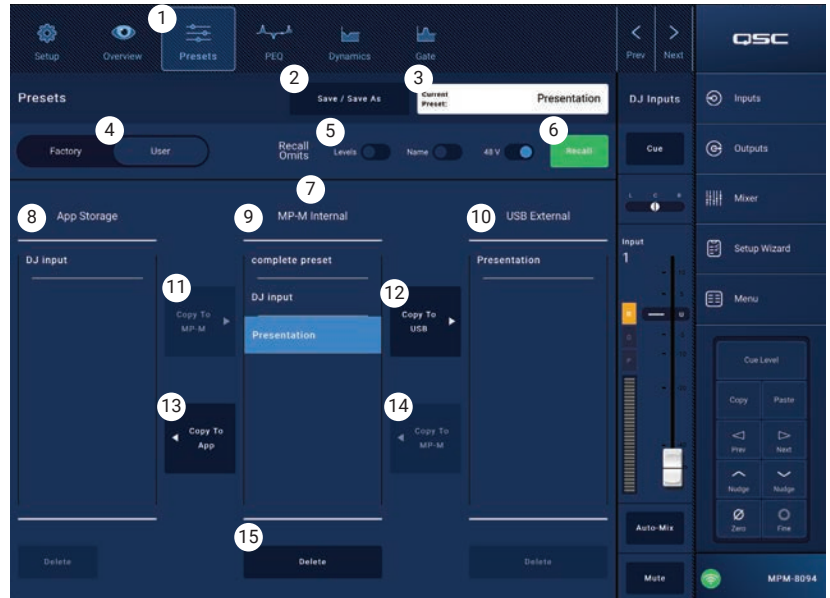 1
Setup
Overview
Presets
PEQ
Dynamics
Gate
Prev
Next
QSC
Presets
2
Save / Save As
3
Current Preset:
Presentation
DJ Inputs
Inputs
4
Factory
User
Recall Omits
5
Levels
Name
48 V
6
Recall
Cue
Outputs
7
8
App Storage
9
MP-M Internal
10
USB External
L C R
0
Mixer
DJ input
complete preset
DJ input
Presentation
Presentation
Input
1
10
5
U
Setup Wizard
Menu
11
Copy To MP-M
12
Copy To USB
13
Copy To App
14
Copy To MP-M
Cue Level
Copy
Paste
Prev
Next
Nudge
Nudge
Zero
Fine
15
Delete
Delete
Delete
Auto-Mix
Mute
MPM-8094